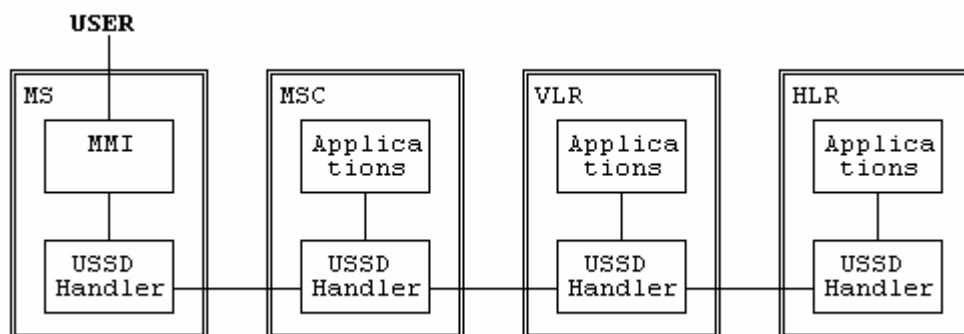 USER
MS
MMI
USSD
Handler
MSC
Applica
tions
USSD
Handler
VLR
Applica
tions
USSD
Handler
HLR
Applica
tions
USSD
Handler